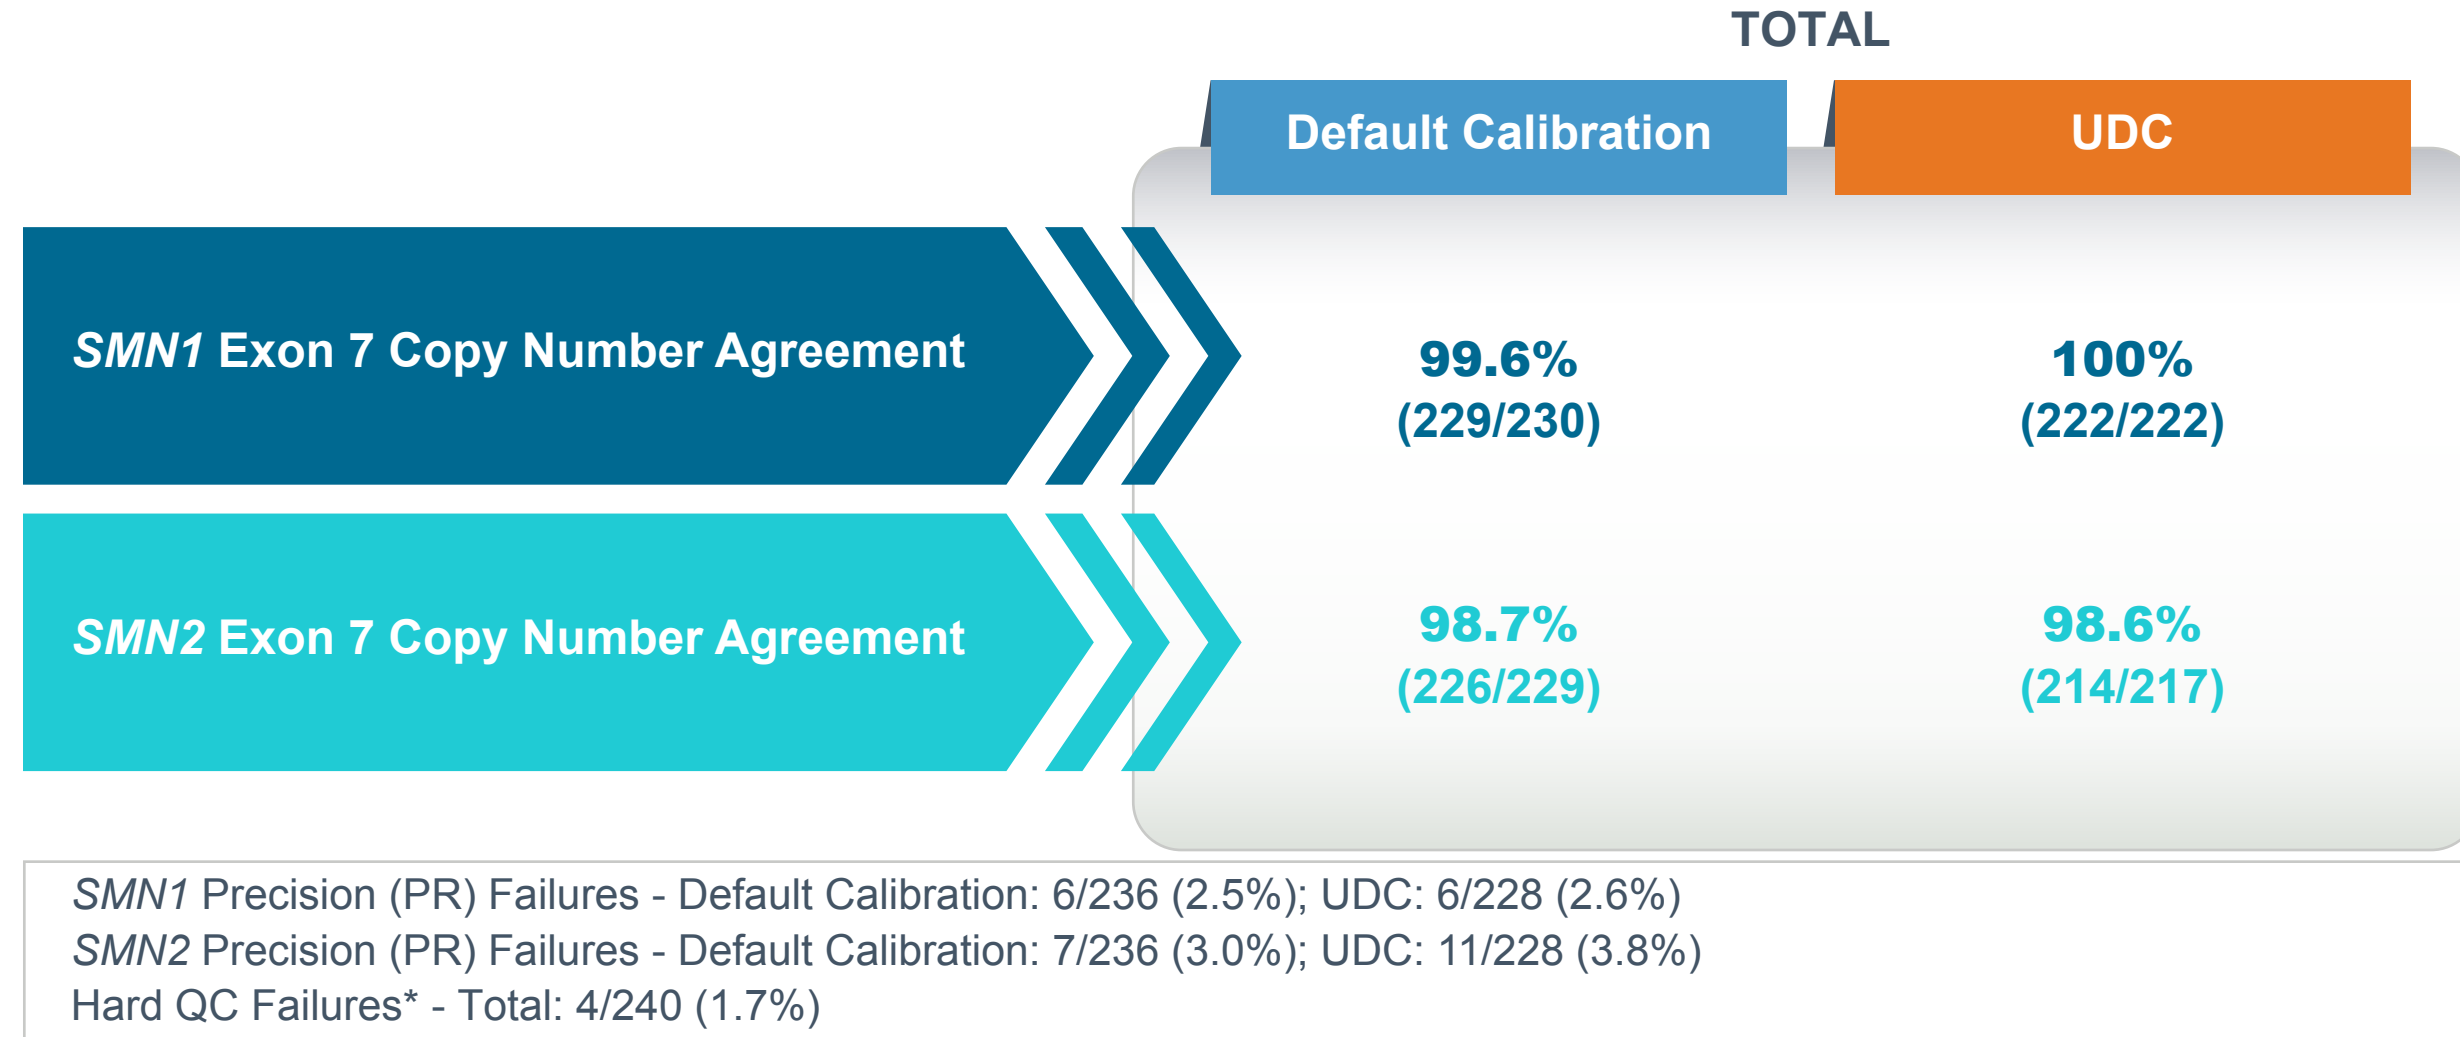 TOTAL
Default Calibration
UDC
SMN1 Exon 7 Copy Number Agreement
99.6%
(229/230)
100%
(222/222)
SMN2 Exon 7 Copy Number Agreement
98.7%
(226/229)
98.6%
(214/217)
SMN1 Precision (PR) Failures - Default Calibration: 6/236 (2.5%); UDC: 6/228 (2.6%)
SMN2 Precision (PR) Failures - Default Calibration: 7/236 (3.0%); UDC: 11/228 (3.8%)
Hard QC Failures* - Total: 4/240 (1.7%)